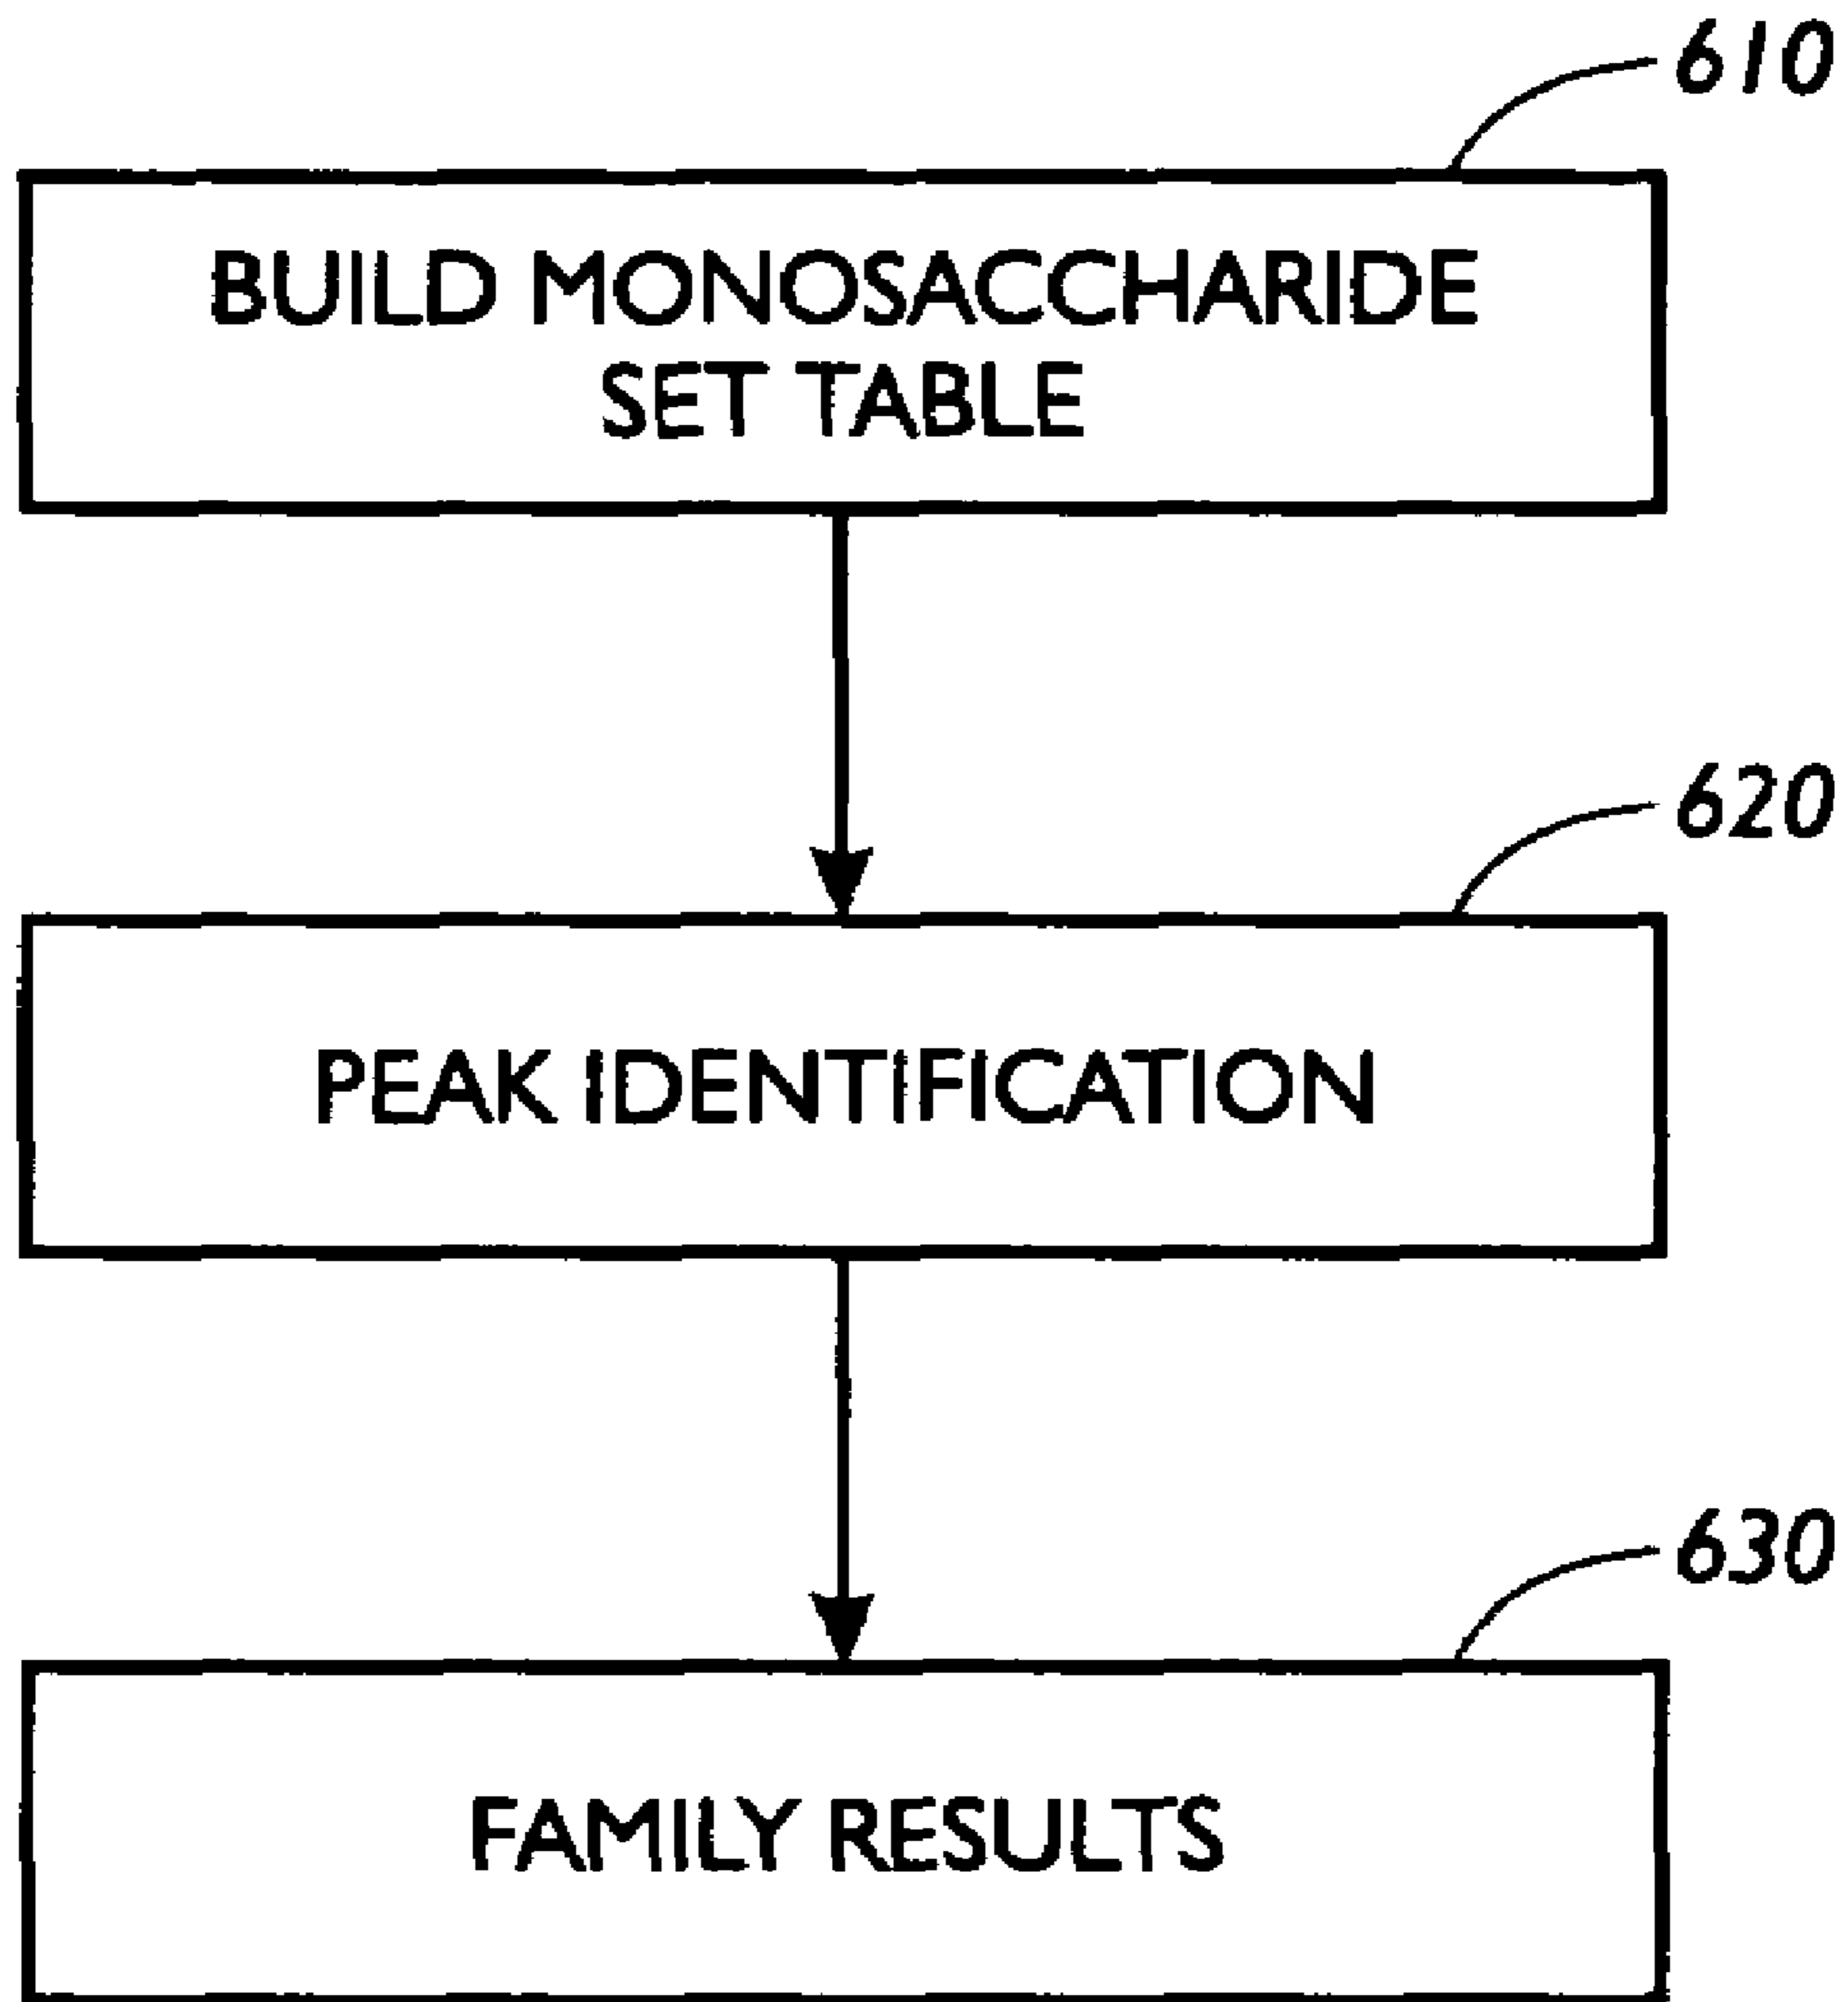 610
BUILD MONOSACCHARIDE
SET TABLE
620
PEAK IDENTIFICATION
630
FAMILY RESULTS